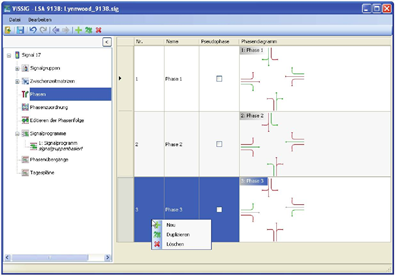 VISSIG - LSA 9138: Lynnwood_9138.sig
Datei Bearbeiten
Signal 17
Signalgruppen
Zwischenzeitmatrizen
Phasen
Phasenzuordnung
Editieren der Phasenfolge
Signalprogramme
1: Signalprogramm
signalgruppenbasiert
Phasenübergänge
Tagespläne
Nr. Name Pseudophase Phasendiagramm
1 Phase 1 1: Phase 1
2 Phase 2 2: Phase 2
3 Phase 3 3: Phase 3
Neu
Duplizieren
Löschen